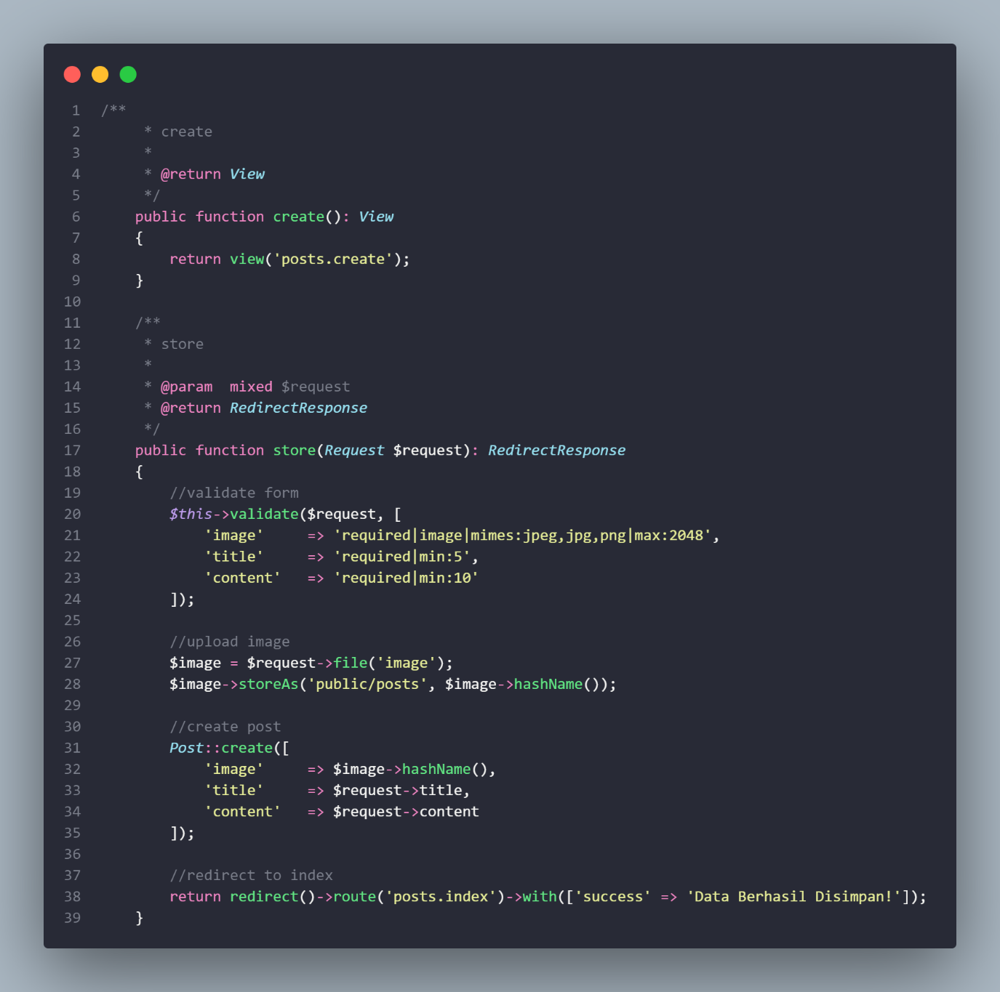 1 /**
2      * create
3      *
4      * @return View
5      */
6     public function create(): View
7     {
8         return view('posts.create');
9     }
10
11     /**
12      * store
13      *
14      * @param  mixed $request
15      * @return RedirectResponse
16      */
17     public function store(Request $request): RedirectResponse
18     {
19         //validate form
20         $this->validate($request, [
21             'image'     => 'required|image|mimes:jpeg,jpg,png|max:2048',
22             'title'     => 'required|min:5',
23             'content'   => 'required|min:10'
24         ]);
25
26         //upload image
27         $image = $request->file('image');
28         $image->storeAs('public/posts', $image->hashName());
29
30         //create post
31         Post::create([
32             'image'     => $image->hashName(),
33             'title'     => $request->title,
34             'content'   => $request->content
35         ]);
36
37         //redirect to index
38         return redirect()->route('posts.index')->with(['success' => 'Data Berhasil Disimpan!']);
39     }